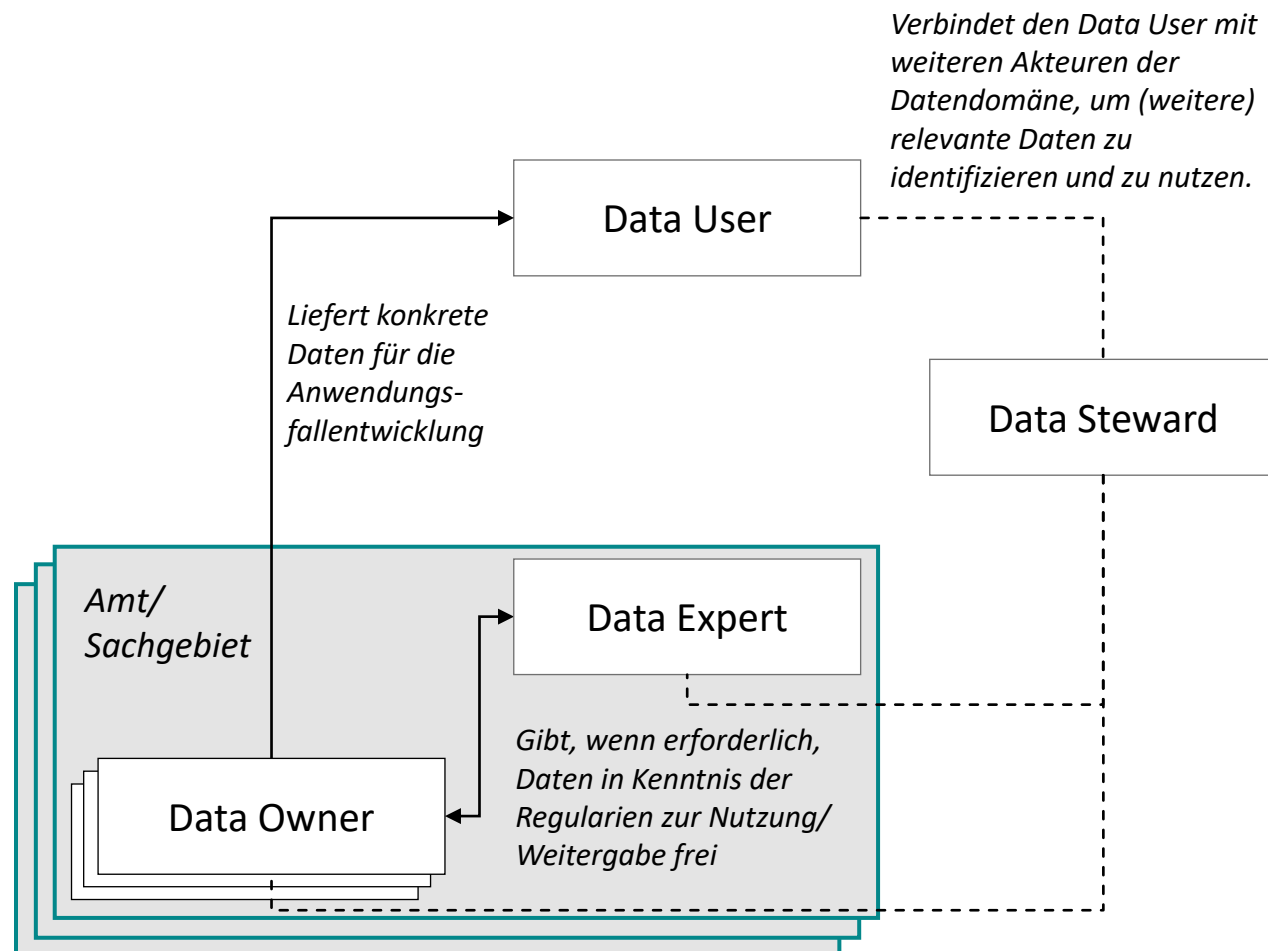 Verbindet den Data User mit
weiteren Akteuren der
Datendomäne, um (weitere)
relevante Daten zu
identifizieren und zu nutzen.
Data User
Liefert konkrete
Daten für die
Anwendungs-
fallentwicklung
Data Steward
Amt/
Sachgebiet
Data Expert
Gibt, wenn erforderlich,
Daten in Kenntnis der
Regularien zur Nutzung/
Weitergabe frei
Data Owner